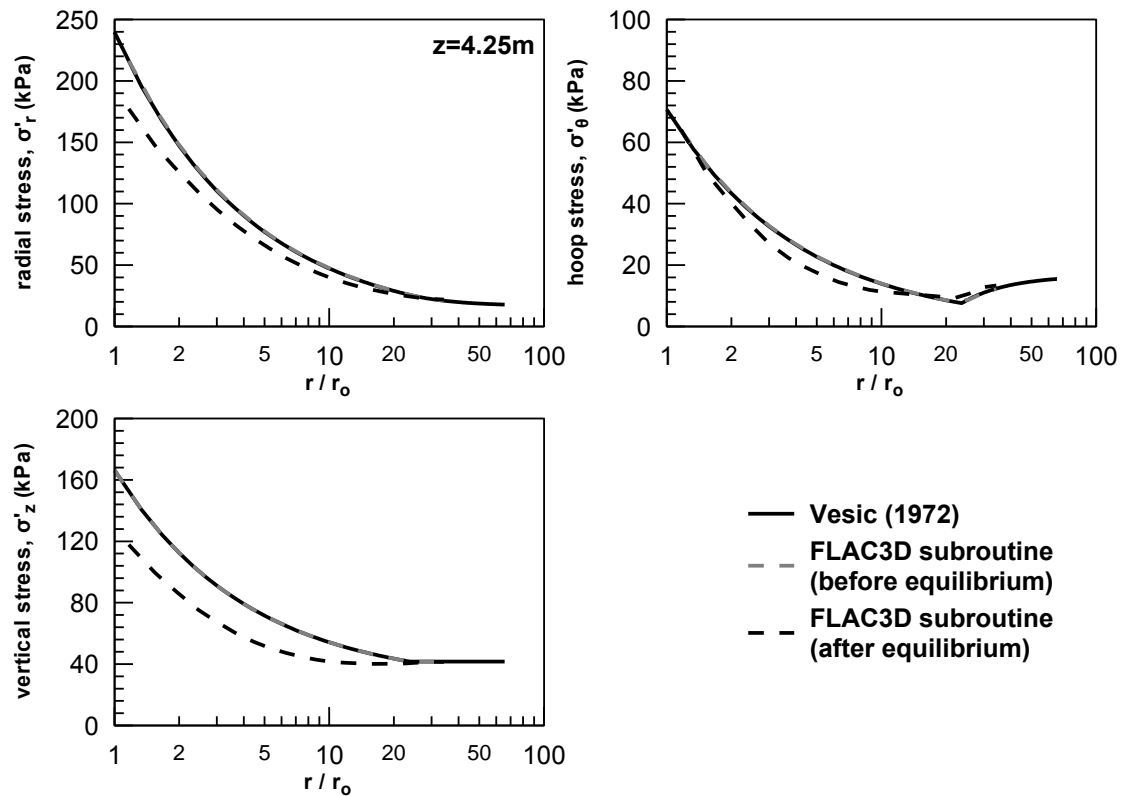 250
200
150
100
50
0
radial stress, σ'r (kPa)
z=4.25m
1 2 5 10 20 50 100
r / ro
100
80
60
40
20
0
hoop stress, σ'θ (kPa)
1 2 5 10 20 50 100
r / ro
200
160
120
80
40
0
vertical stress, σ'z (kPa)
1 2 5 10 20 50 100
r / ro
Vesic (1972)
FLAC3D subroutine
(before equilibrium)
FLAC3D subroutine
(after equilibrium)